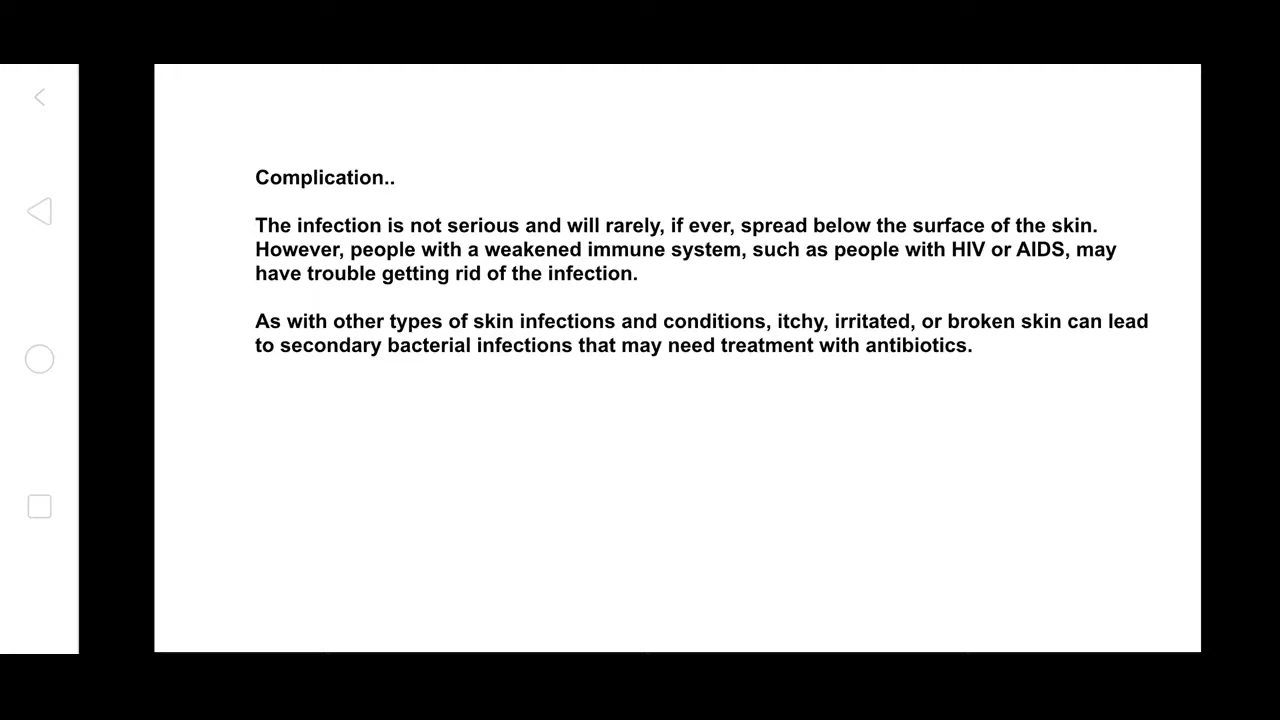 Complication..
The infection is not serious and will rarely, if ever, spread below the surface of the skin.
However, people with a weakened immune system, such as people with HIV or AIDS, may
have trouble getting rid of the infection.
As with other types of skin infections and conditions, itchy, irritated, or broken skin can lead
to secondary bacterial infections that may need treatment with antibiotics.